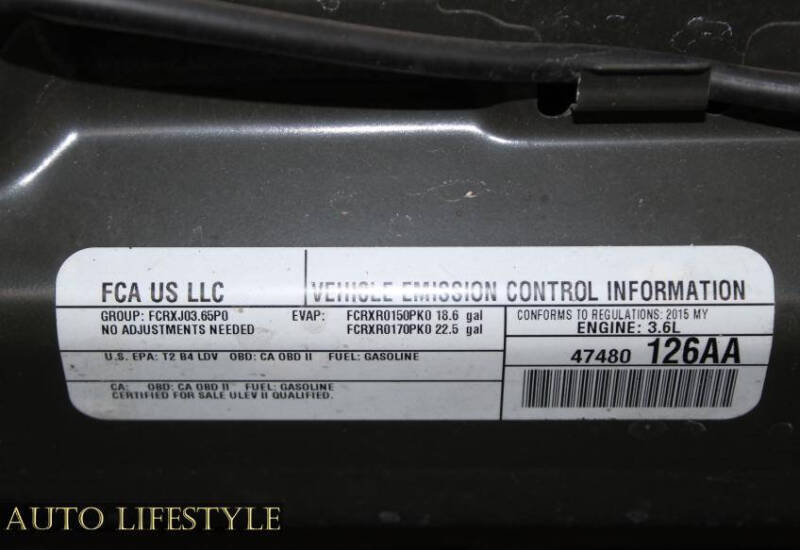 FCA US LLC VEHICLE EMISSION CONTROL INFORMATION
GROUP: FCRXJ03.65P0 EVAP: FCRXR0150PK0 18.6 gal
NO ADJUSTMENTS NEEDED FCRXR0170PK0 22.5 gal
CONFORMS TO REGULATIONS: 2015 MY
ENGINE: 3.6L
U.S. EPA: T2 B4 LDV OBD: CA OBD II FUEL: GASOLINE
47480 126AA
CA: OBD: CA OBD II FUEL: GASOLINE
CERTIFIED FOR SALE ULEV II QUALIFIED.
AUTO LIFESTYLE